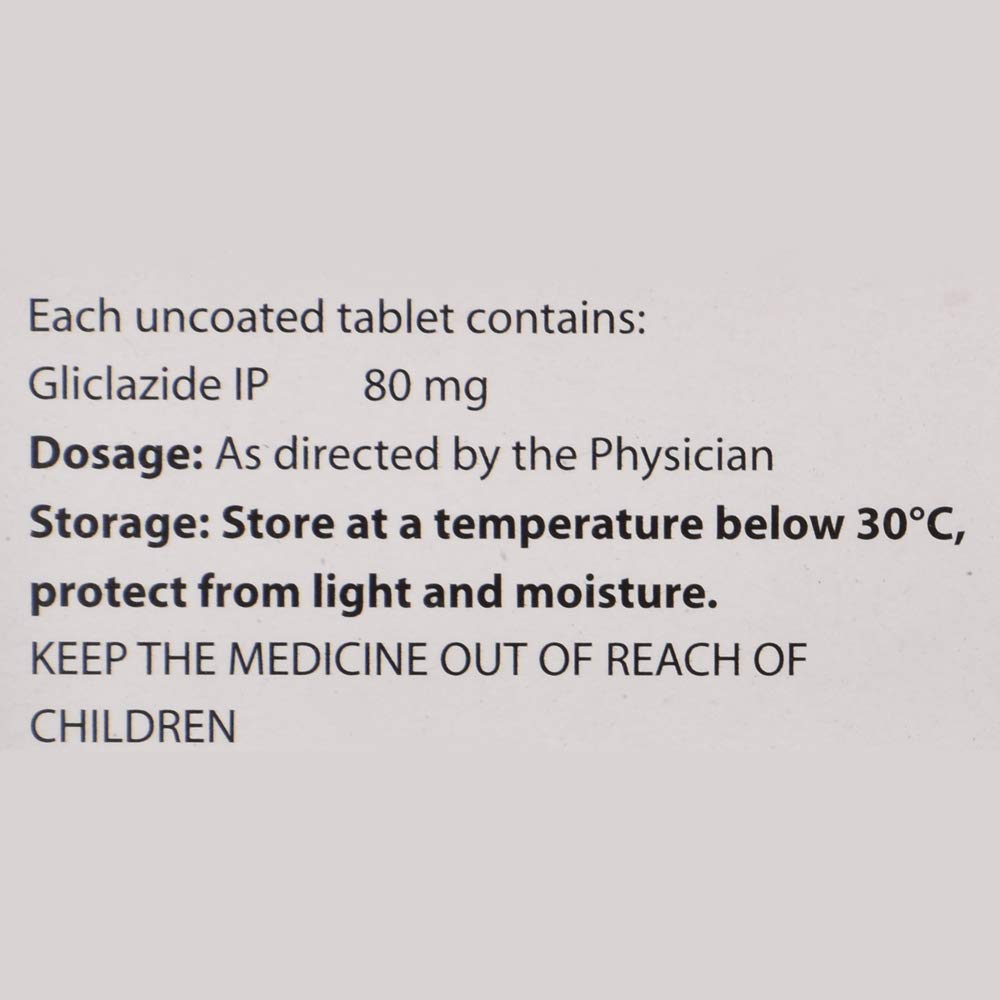 Each uncoated tablet contains:
Gliclazide IP 80 mg
Dosage: As directed by the Physician
Storage: Store at a temperature below 30°C,
protect from light and moisture.
KEEP THE MEDICINE OUT OF REACH OF
CHILDREN